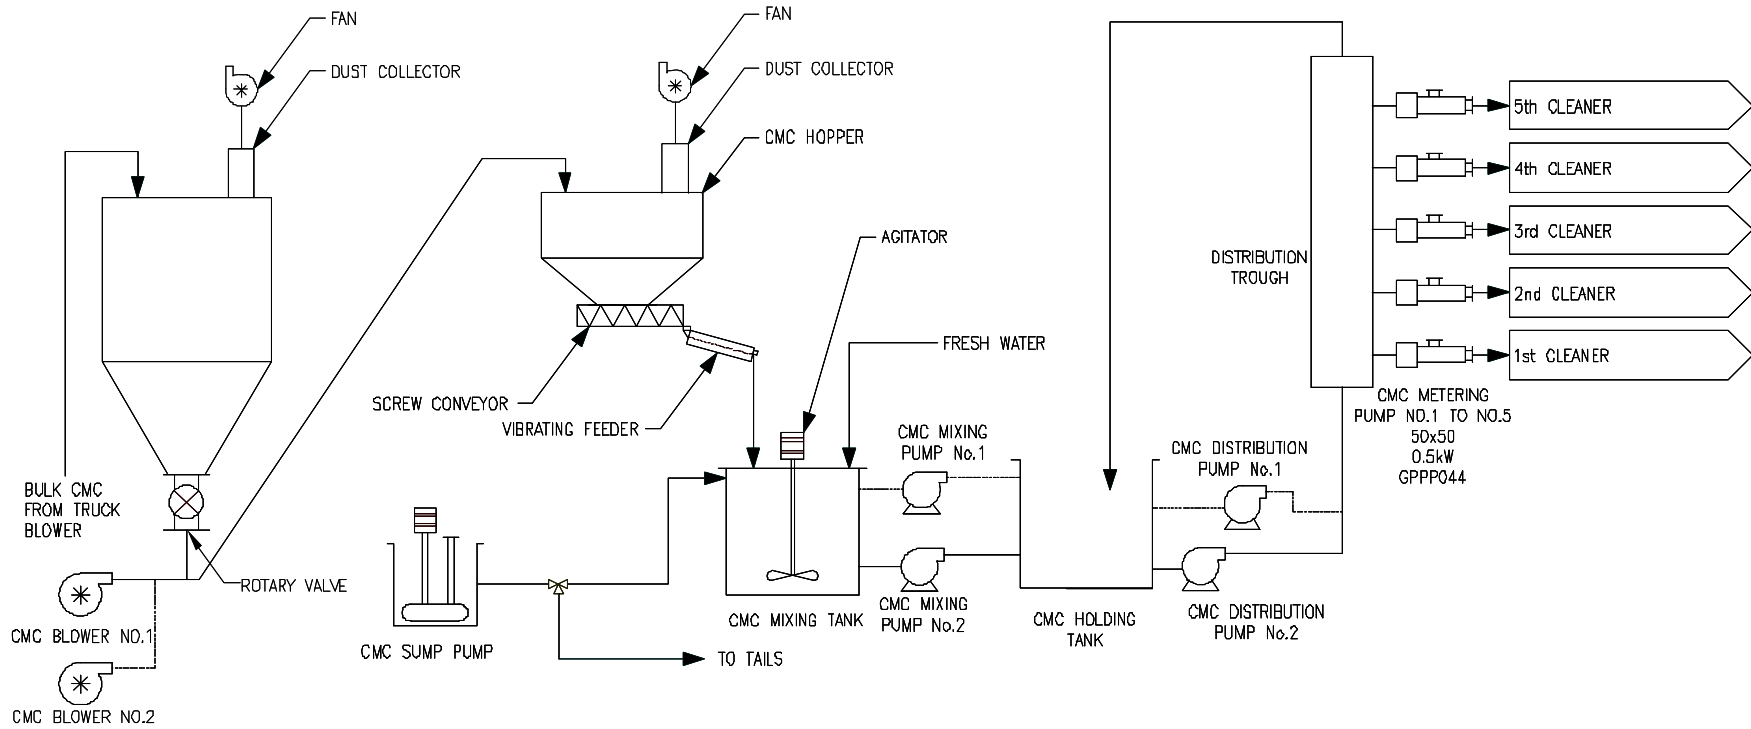 FAN
DUST COLLECTOR
FAN
DUST COLLECTOR
CMC HOPPER
AGITATOR
FRESH WATER
SCREW CONVEYOR
VIBRATING FEEDER
BULK CMC
FROM TRUCK
BLOWER
ROTARY VALVE
CMC BLOWER NO.1
CMC BLOWER NO.2
CMC SUMP PUMP
TO TAILS
CMC MIXING TANK
CMC MIXING
PUMP No.1
CMC MIXING
PUMP No.2
CMC HOLDING
TANK
CMC DISTRIBUTION
PUMP No.1
CMC DISTRIBUTION
PUMP No.2
DISTRIBUTION
TROUGH
5th CLEANER
4th CLEANER
3rd CLEANER
2nd CLEANER
1st CLEANER
CMC METERING
PUMP NO.1 TO NO.5
50x50
0.5kW
GPPP044